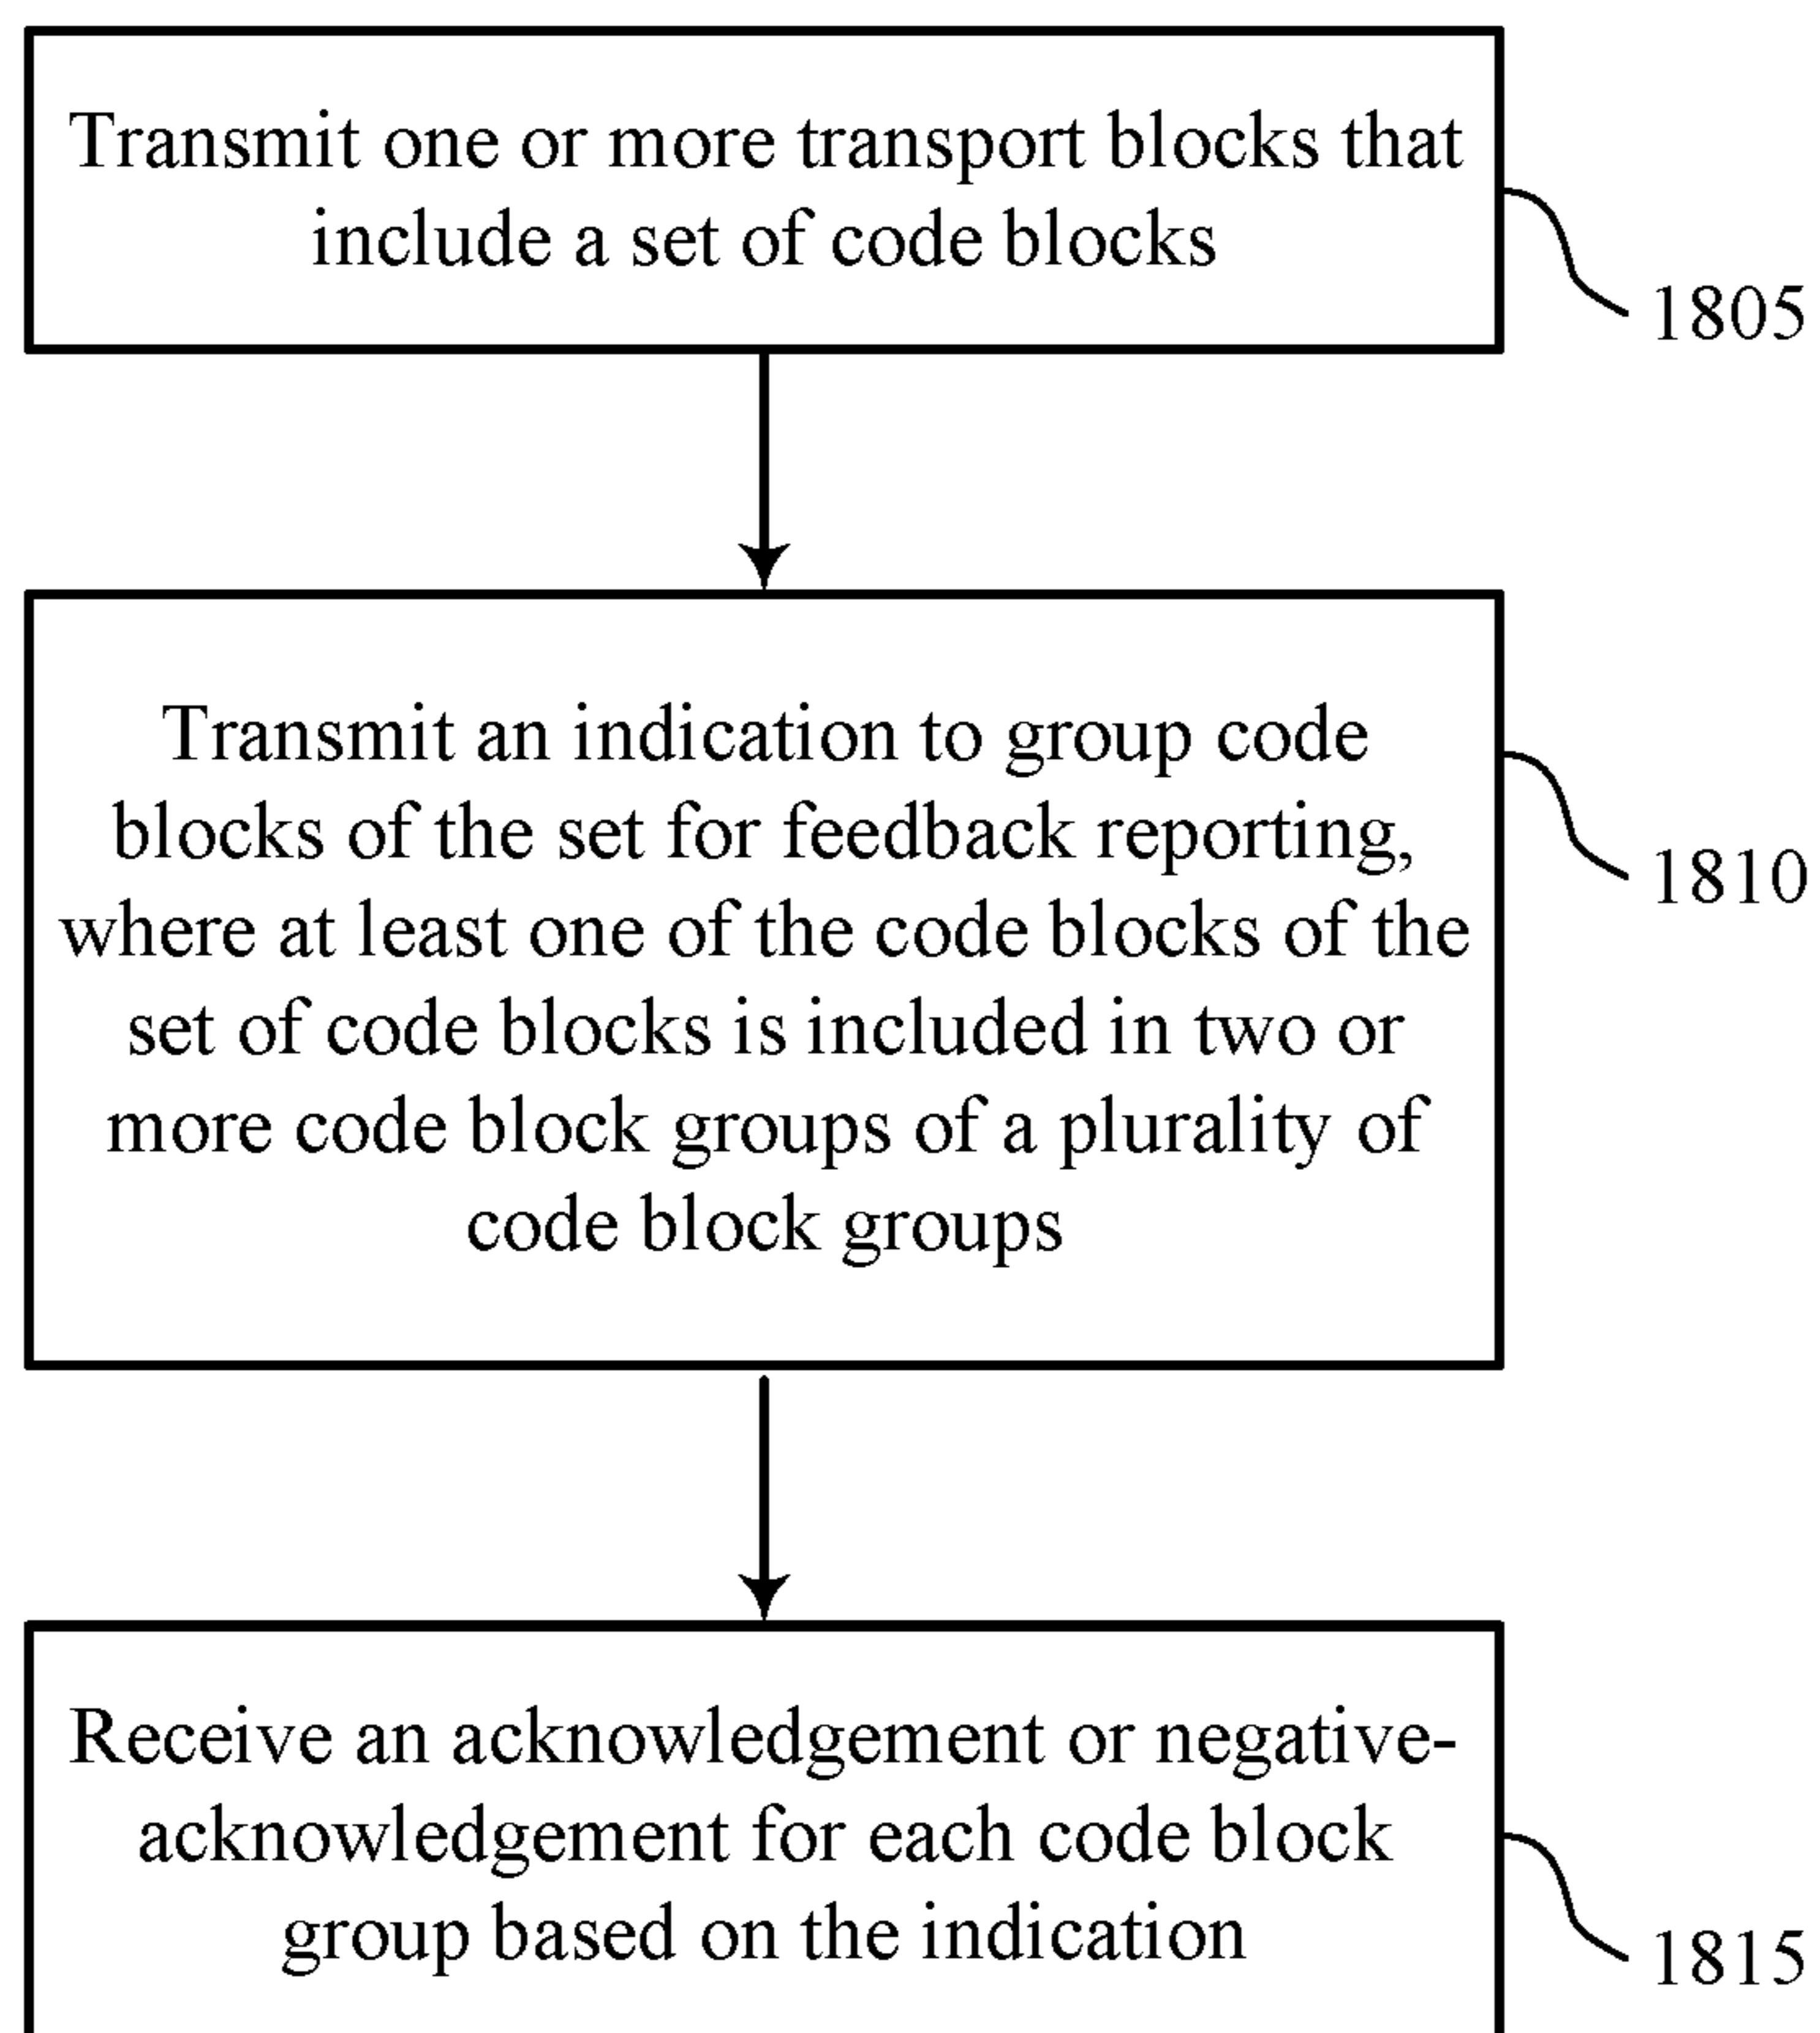 Transmit one or more transport blocks that
include a set of code blocks
1805
Transmit an indication to group code
blocks of the set for feedback reporting,
where at least one of the code blocks of the
set of code blocks is included in two or
more code block groups of a plurality of
code block groups
1810
Receive an acknowledgement or negative-
acknowledgement for each code block
group based on the indication
1815